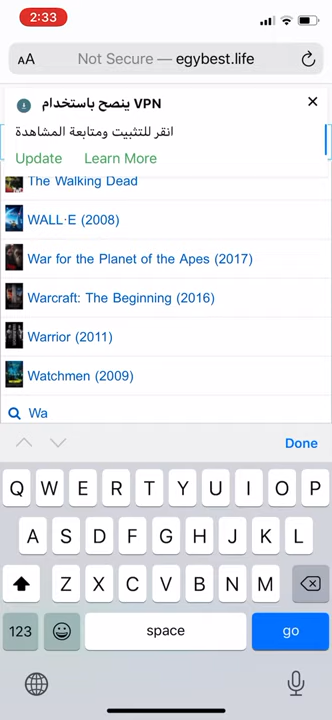 2:33
AA Not Secure — egybest.life
ينصح باستخدام VPN
انقر للتثبيت ومتابعة المشاهدة
Update Learn More
The Walking Dead
WALL·E (2008)
War for the Planet of the Apes (2017)
Warcraft: The Beginning (2016)
Warrior (2011)
Watchmen (2009)
Wa
Done
Q W E R T Y U I O P
A S D F G H J K L
Z X C V B N M
123 space go